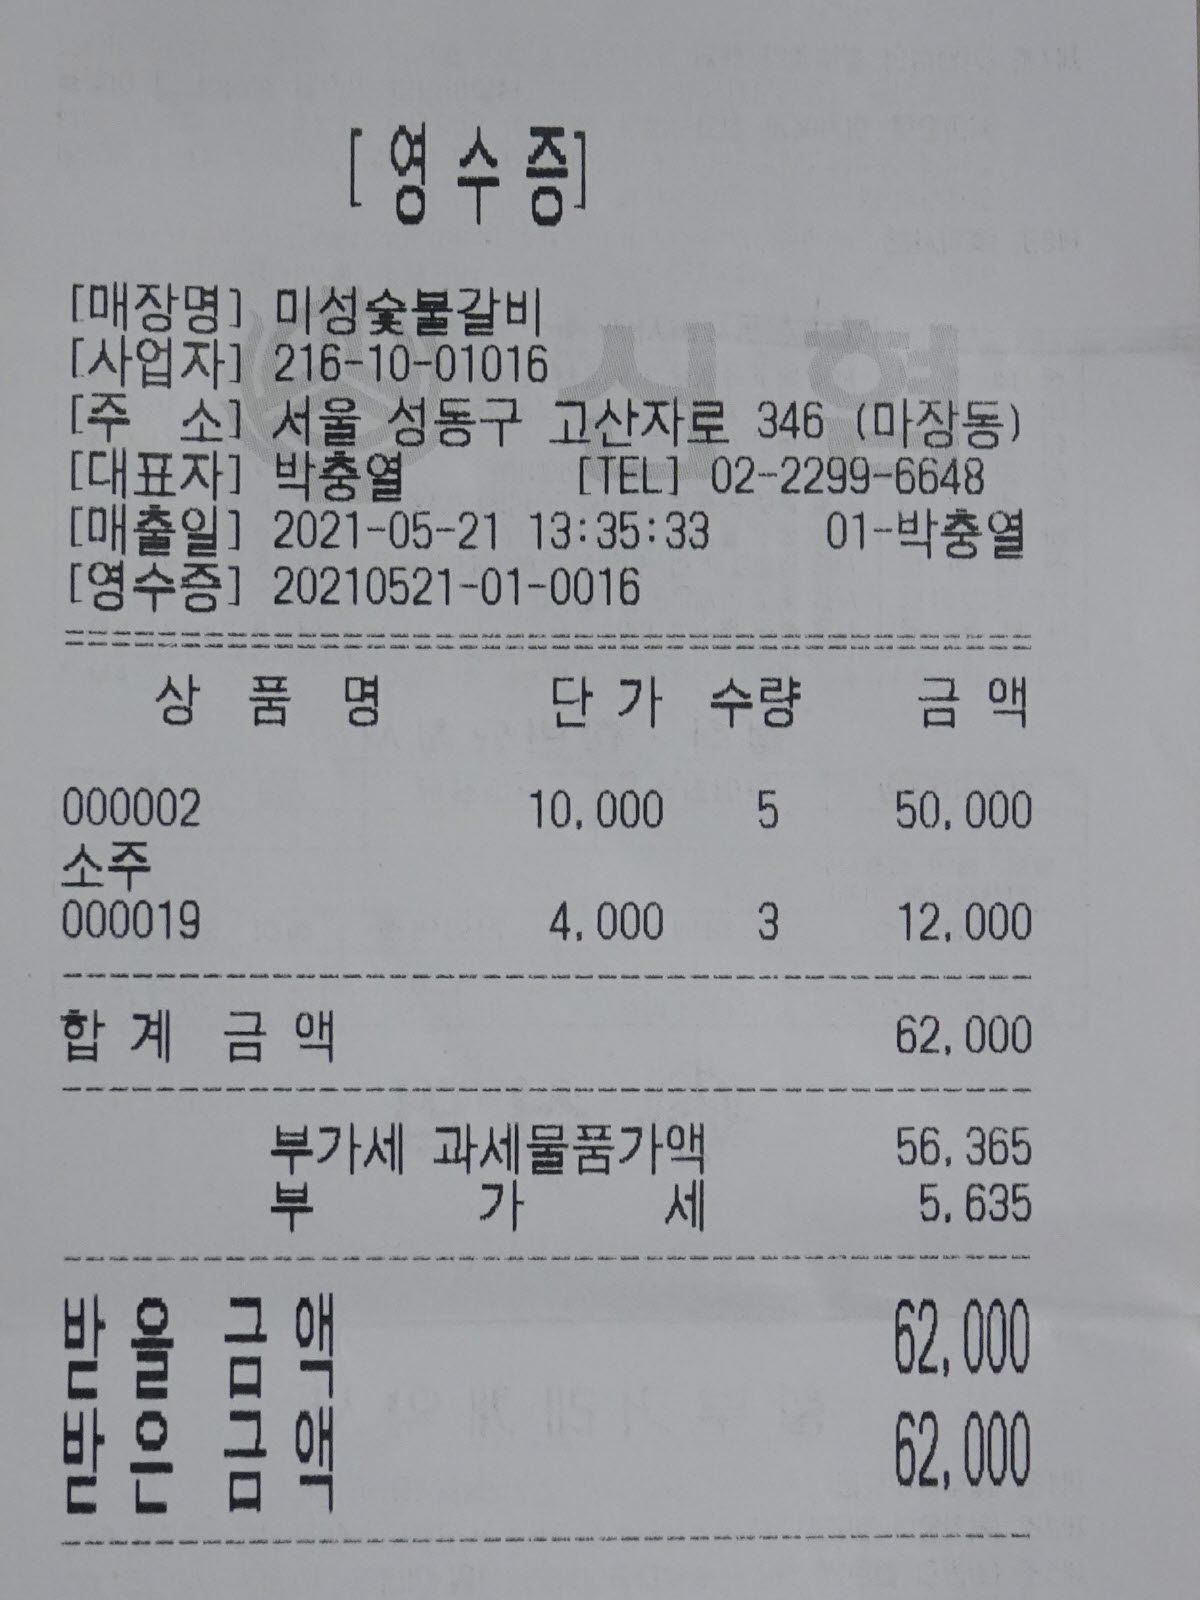 [영수증]
[매장명] 미성숯불갈비
[사업자] 216-10-01016
[주 소] 서울 성동구 고산자로 346 (마장동)
[대표자] 박충열 [TEL] 02-2299-6648
[매출일] 2021-05-21 13:35:33 01-박충열
[영수증] 20210521-01-0016
상 품 명 단가 수량 금액
000002 10,000 5 50,000
소주
000019 4,000 3 12,000
합계 금액 62,000
부가세 과세물품가액 56,365
부 가 세 5,635
받을 금액 62,000
받은 금액 62,000